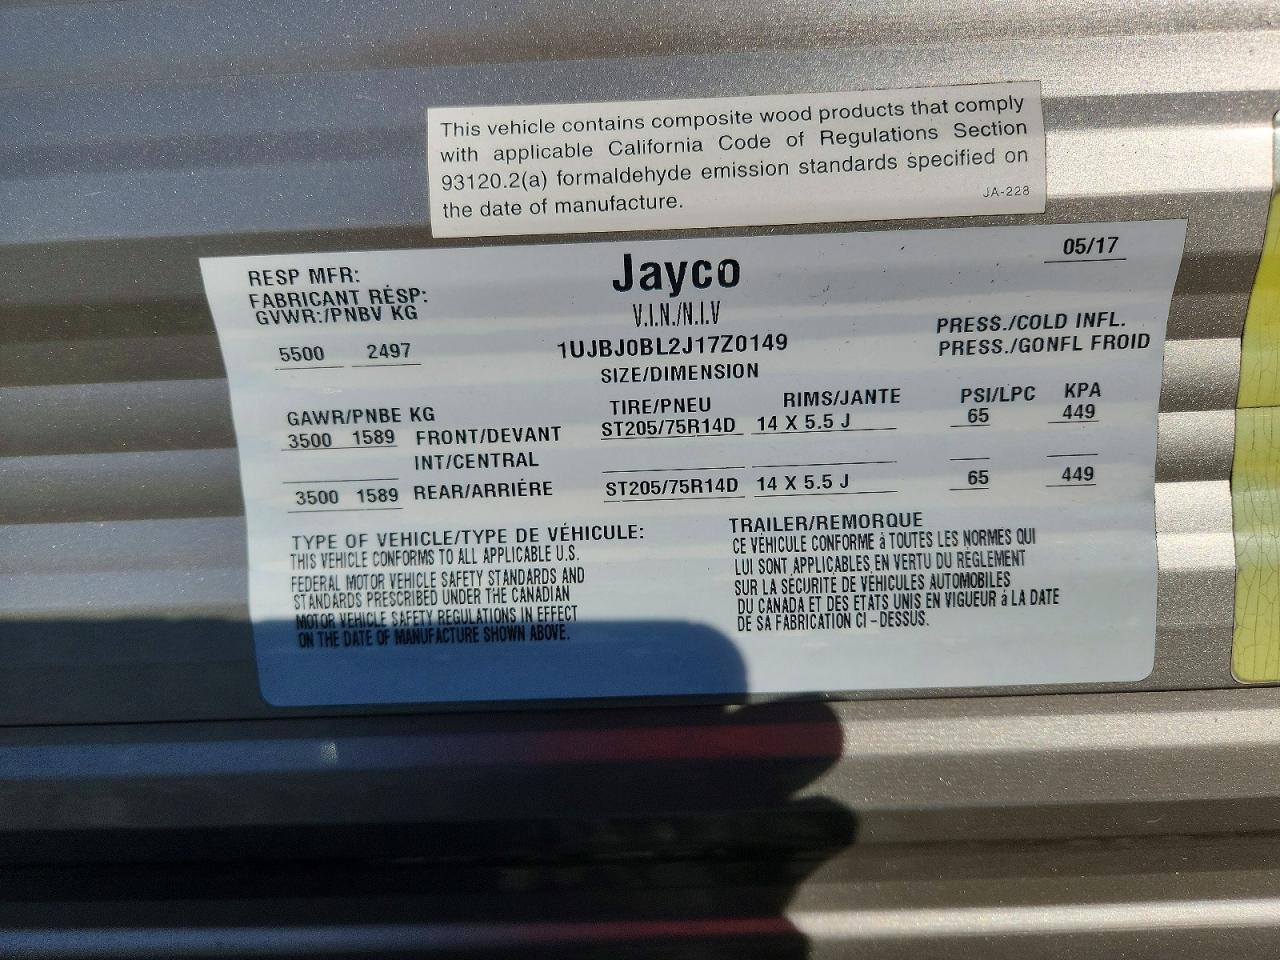 This vehicle contains composite wood products that comply
with applicable California Code of Regulations Section
93120.2(a) formaldehyde emission standards specified on
the date of manufacture.
JA-228
RESP MFR:
FABRICANT RÉSP:
GVWR:/PNBV KG
Jayco
05/17
V.I.N./N.I.V
5500 2497
1UJBJ0BL2J17Z0149
PRESS./COLD INFL.
PRESS./GONFL FROID
SIZE/DIMENSION
GAWR/PNBE KG
TIRE/PNEU RIMS/JANTE PSI/LPC KPA
3500 1589 FRONT/DEVANT ST205/75R14D 14 X 5.5 J 65 449
INT/CENTRAL
3500 1589 REAR/ARRIÉRE ST205/75R14D 14 X 5.5 J 65 449
TYPE OF VEHICLE/TYPE DE VÉHICULE: TRAILER/REMORQUE
THIS VEHICLE CONFORMS TO ALL APPLICABLE U.S.
FEDERAL MOTOR VEHICLE SAFETY STANDARDS AND
STANDARDS PRESCRIBED UNDER THE CANADIAN
MOTOR VEHICLE SAFETY REGULATIONS IN EFFECT
ON THE DATE OF MANUFACTURE SHOWN ABOVE.
CE VÉHICULE CONFORME à TOUTES LES NORMES QUI
LUI SONT APPLICABLES EN VERTU DU RÈGLEMENT
SUR LA SÉCURITÉ DE VÉHICULES AUTOMOBILES
DU CANADA ET DES ÉTATS UNIS EN VIGUEUR à LA DATE
DE SA FABRICATION CI-DESSUS.